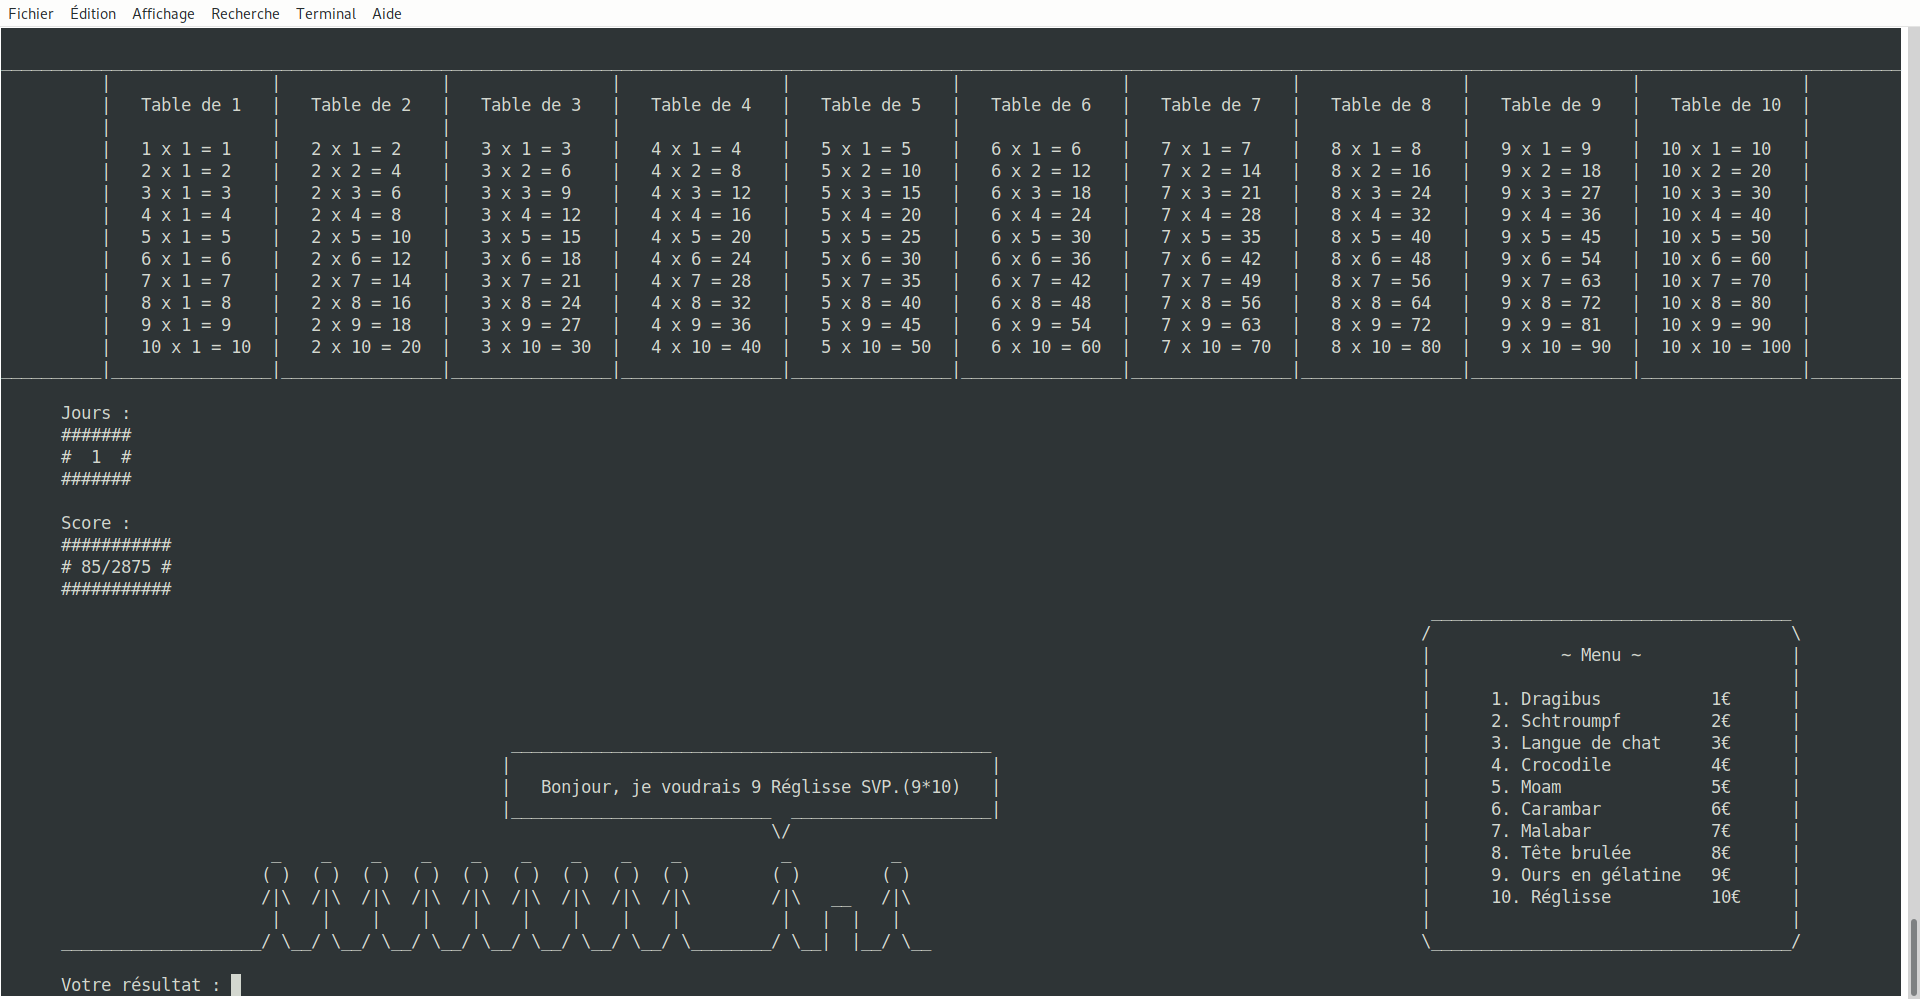 Fichier Édition Affichage Recherche Terminal Aide
Table de 1 | Table de 2 | Table de 3 | Table de 4 | Table de 5 | Table de 6 | Table de 7 | Table de 8 | Table de 9 | Table de 10
1 x 1 = 1 | 2 x 1 = 2 | 3 x 1 = 3 | 4 x 1 = 4 | 5 x 1 = 5 | 6 x 1 = 6 | 7 x 1 = 7 | 8 x 1 = 8 | 9 x 1 = 9 | 10 x 1 = 10
2 x 1 = 2 | 2 x 2 = 4 | 3 x 2 = 6 | 4 x 2 = 8 | 5 x 2 = 10 | 6 x 2 = 12 | 7 x 2 = 14 | 8 x 2 = 16 | 9 x 2 = 18 | 10 x 2 = 20
3 x 1 = 3 | 2 x 3 = 6 | 3 x 3 = 9 | 4 x 3 = 12 | 5 x 3 = 15 | 6 x 3 = 18 | 7 x 3 = 21 | 8 x 3 = 24 | 9 x 3 = 27 | 10 x 3 = 30
4 x 1 = 4 | 2 x 4 = 8 | 3 x 4 = 12 | 4 x 4 = 16 | 5 x 4 = 20 | 6 x 4 = 24 | 7 x 4 = 28 | 8 x 4 = 32 | 9 x 4 = 36 | 10 x 4 = 40
5 x 1 = 5 | 2 x 5 = 10 | 3 x 5 = 15 | 4 x 5 = 20 | 5 x 5 = 25 | 6 x 5 = 30 | 7 x 5 = 35 | 8 x 5 = 40 | 9 x 5 = 45 | 10 x 5 = 50
6 x 1 = 6 | 2 x 6 = 12 | 3 x 6 = 18 | 4 x 6 = 24 | 5 x 6 = 30 | 6 x 6 = 36 | 7 x 6 = 42 | 8 x 6 = 48 | 9 x 6 = 54 | 10 x 6 = 60
7 x 1 = 7 | 2 x 7 = 14 | 3 x 7 = 21 | 4 x 7 = 28 | 5 x 7 = 35 | 6 x 7 = 42 | 7 x 7 = 49 | 8 x 7 = 56 | 9 x 7 = 63 | 10 x 7 = 70
8 x 1 = 8 | 2 x 8 = 16 | 3 x 8 = 24 | 4 x 8 = 32 | 5 x 8 = 40 | 6 x 8 = 48 | 7 x 8 = 56 | 8 x 8 = 64 | 9 x 8 = 72 | 10 x 8 = 80
9 x 1 = 9 | 2 x 9 = 18 | 3 x 9 = 27 | 4 x 9 = 36 | 5 x 9 = 45 | 6 x 9 = 54 | 7 x 9 = 63 | 8 x 9 = 72 | 9 x 9 = 81 | 10 x 9 = 90
10 x 1 = 10 | 2 x 10 = 20 | 3 x 10 = 30 | 4 x 10 = 40 | 5 x 10 = 50 | 6 x 10 = 60 | 7 x 10 = 70 | 8 x 10 = 80 | 9 x 10 = 90 | 10 x 10 = 100
Jours :
#######
# 1 #
#######
Score :
###########
# 85/2875 #
###########
~ Menu ~
1. Dragibus 1€
2. Schtroumpf 2€
3. Langue de chat 3€
4. Crocodile 4€
5. Moam 5€
6. Carambar 6€
7. Malabar 7€
8. Tête brulée 8€
9. Ours en gélatine 9€
10. Réglisse 10€
Bonjour, je voudrais 9 Réglisse SVP.(9*10)
Votre résultat :